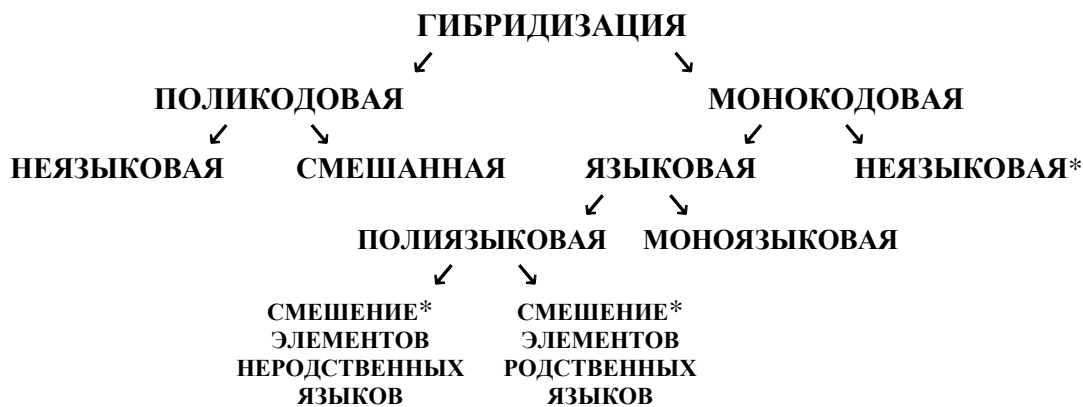 ГИБРИДИЗАЦИЯ
ПОЛИКОДОВАЯ МОНОКОДОВАЯ
НЕЯЗЫКОВАЯ СМЕШАННАЯ ЯЗЫКОВАЯ НЕЯЗЫКОВАЯ*
ПОЛИЯЗЫКОВАЯ МОНОЯЗЫКОВАЯ
СМЕШЕНИЕ*
ЭЛЕМЕНТОВ
НЕРОДСТВЕННЫХ
ЯЗЫКОВ
СМЕШЕНИЕ*
ЭЛЕМЕНТОВ
РОДСТВЕННЫХ
ЯЗЫКОВ